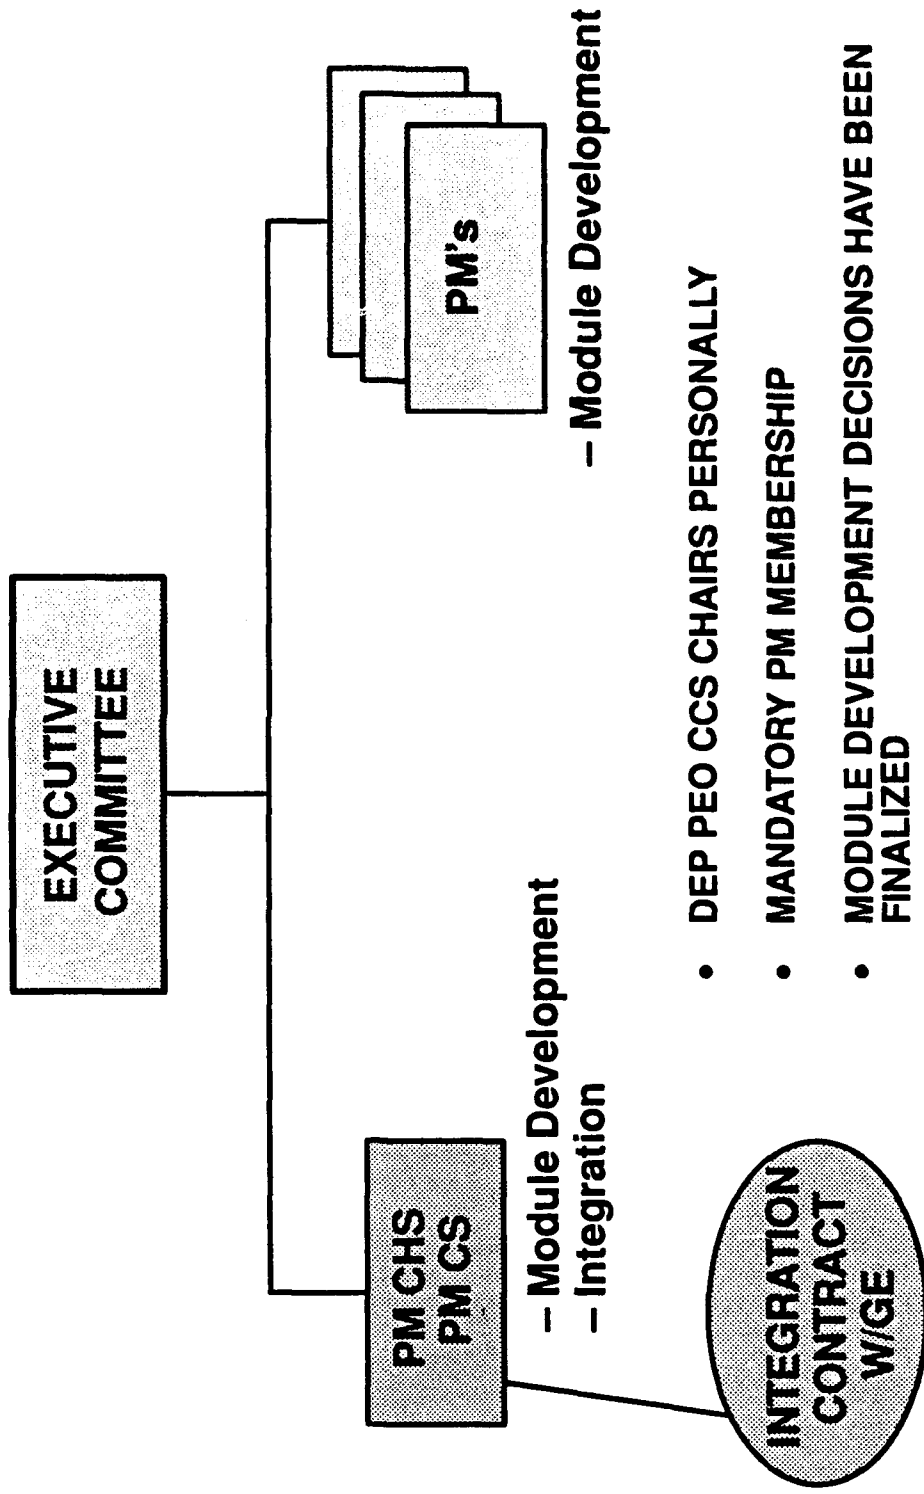 EXECUTIVE
COMMITTEE
PM CHS
PM CS
– Module Development
– Integration
INTEGRATION
CONTRACT
W/GE
PM's
– Module Development
• DEP PEO CCS CHAIRS PERSONALLY
• MANDATORY PM MEMBERSHIP
• MODULE DEVELOPMENT DECISIONS HAVE BEEN
FINALIZED